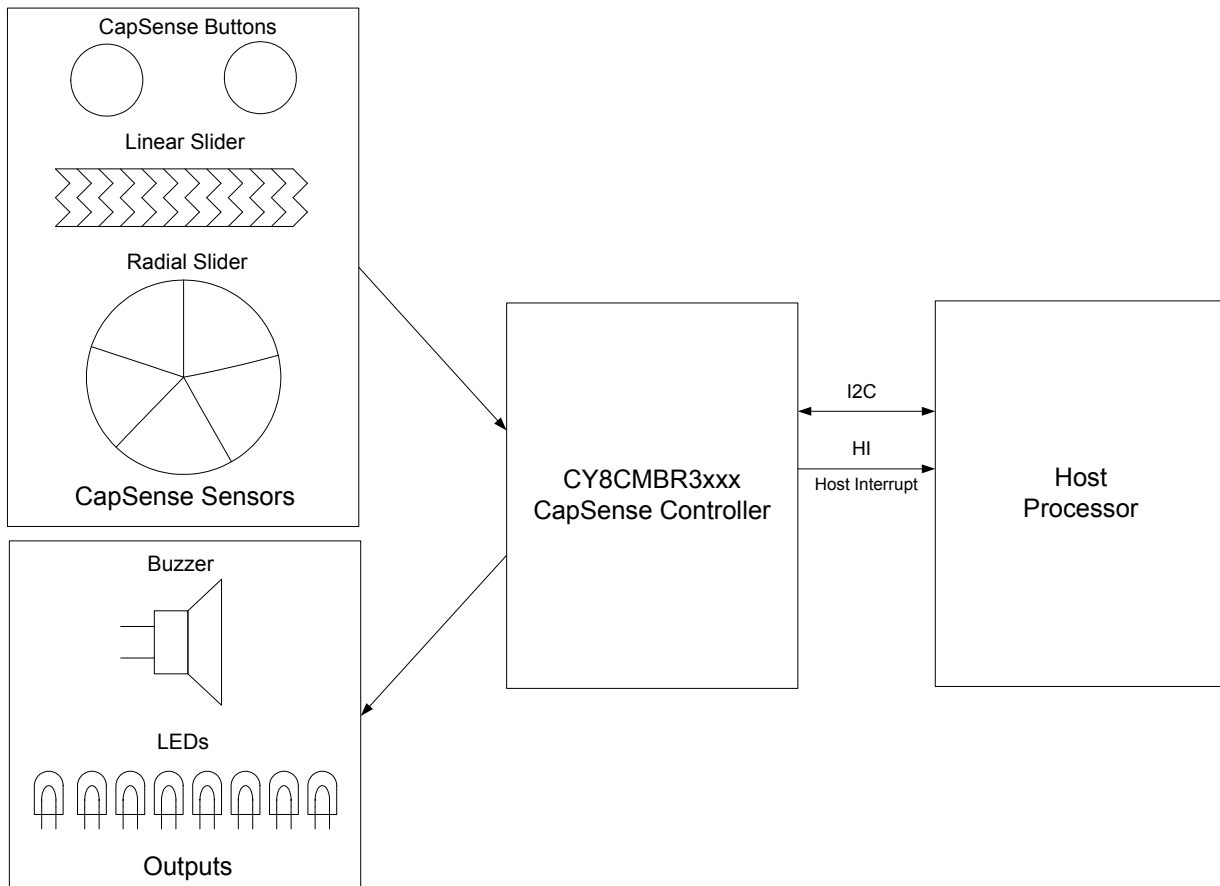 CapSense Buttons
Linear Slider
Radial Slider
CapSense Sensors
Buzzer
LEDs
Outputs
CY8CMBR3xxx
CapSense Controller
I2C
HI
Host Interrupt
Host
Processor